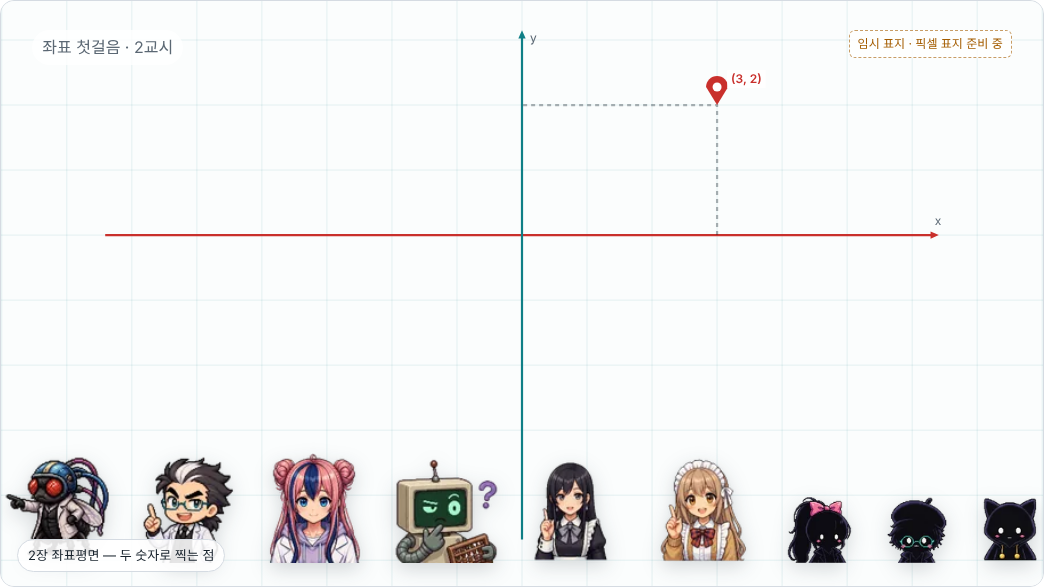 좌표 첫걸음 · 2교시
임시 표지 · 픽셀 표지 준비 중
y
(3, 2)
x
?
2장 좌표평면 — 두 숫자로 찍는 점